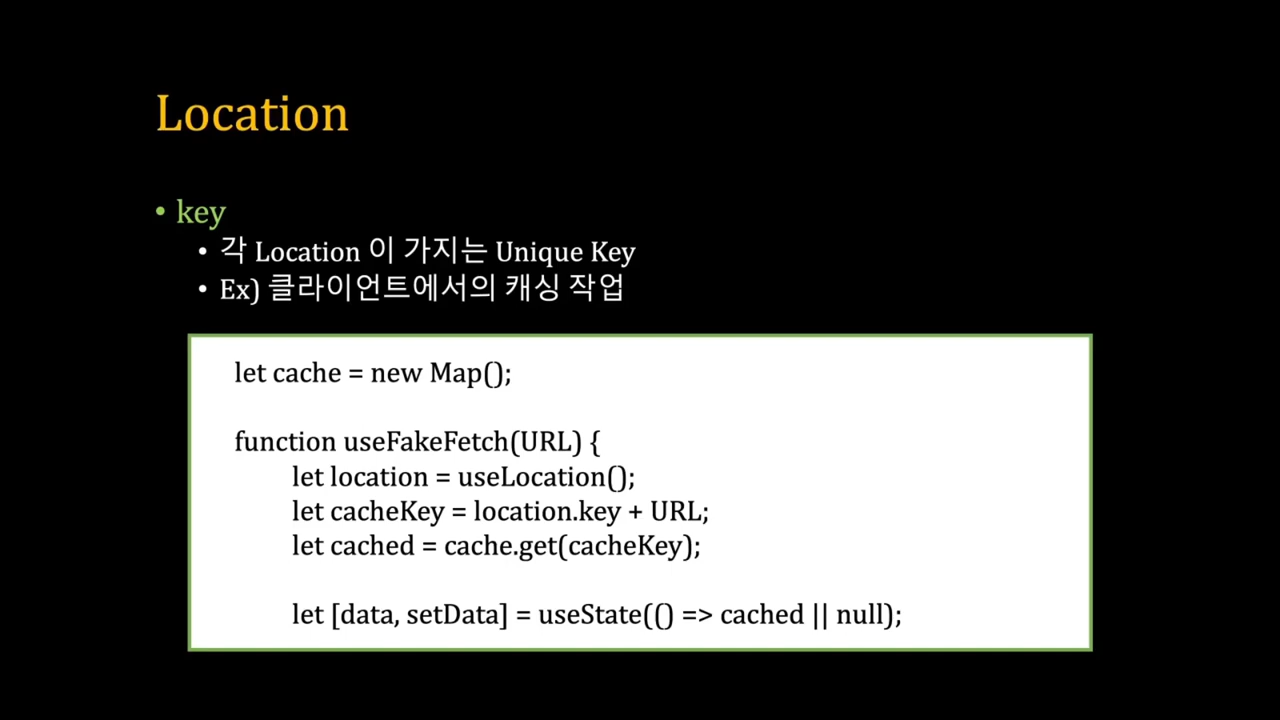 Location
• key
• 각 Location 이 가지는 Unique Key
• Ex) 클라이언트에서의 캐싱 작업
let cache = new Map();
function useFakeFetch(URL) {
let location = useLocation();
let cacheKey = location.key + URL;
let cached = cache.get(cacheKey);
let [data, setData] = useState(() => cached || null);